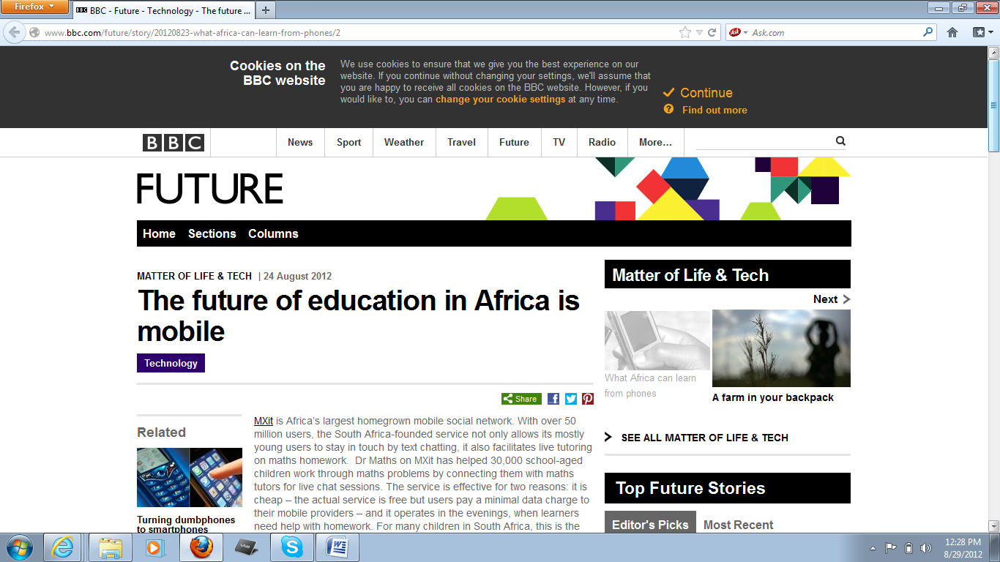 Firefox
BBC - Future - Technology - The future ...
www.bbc.com/future/story/20120823-what-africa-can-learn-from-phones/2
Ask
Ask.com
Cookies on the
BBC website
We use cookies to ensure that we give you the best experience on our
website. If you continue without changing your settings, we'll assume that
you are happy to receive all cookies on the BBC website. However, if you
would like to, you can change your cookie settings at any time.
Continue
Find out more
BBC
News
Sport
Weather
Travel
Future
TV
Radio
More...
FUTURE
Home
Sections
Columns
MATTER OF LIFE & TECH | 24 August 2012
The future of education in Africa is
mobile
Technology
Share
Related
Turning dumbphones
to smartphones
MXit is Africa's largest homegrown mobile social network. With over 50
million users, the South Africa-founded service not only allows its mostly
young users to stay in touch by text chatting, it also facilitates live tutoring
on maths homework.  Dr Maths on MXit has helped 30,000 school-aged
children work through maths problems by connecting them with maths
tutors for live chat sessions. The service is effective for two reasons: it is
cheap – the actual service is free but users pay a minimal data charge to
their mobile providers – and it operates in the evenings, when learners
need help with homework. For many children in South Africa, this is the
Matter of Life & Tech
Next
What Africa can learn
from phones
A farm in your backpack
SEE ALL MATTER OF LIFE & TECH
Top Future Stories
Editor's Picks
Most Recent
12:28 PM
8/29/2012